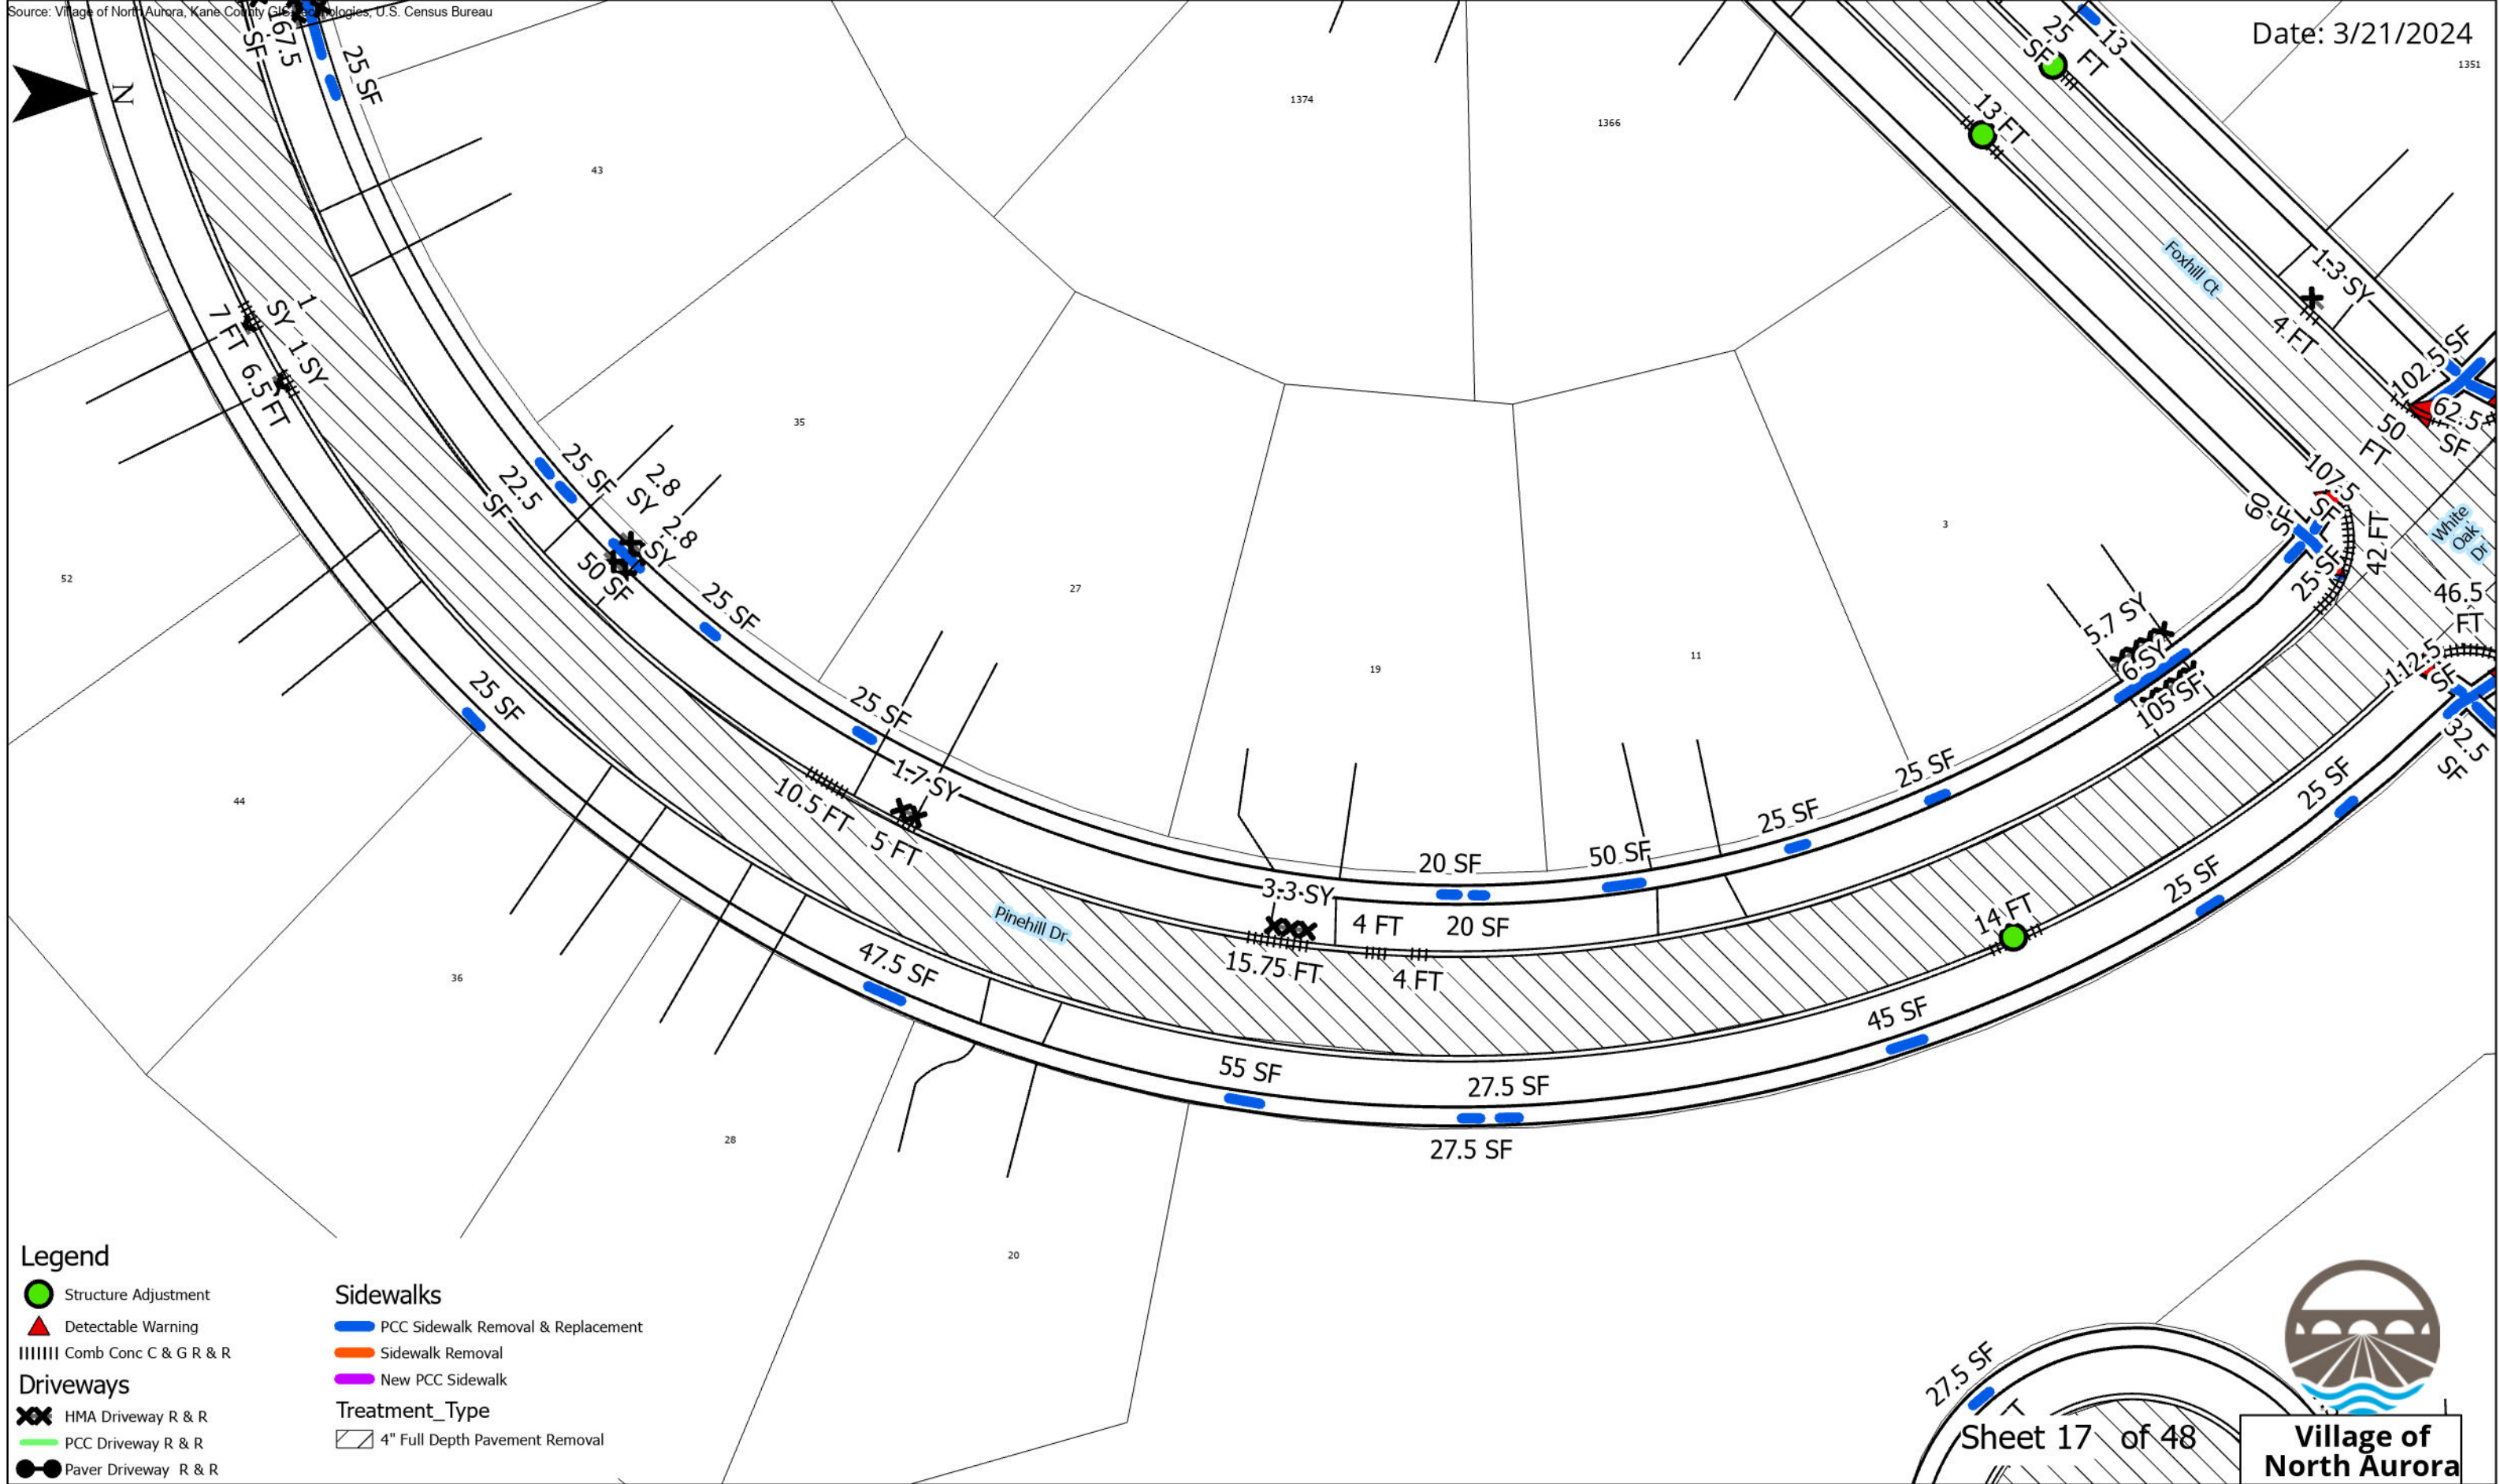 Source: Village of North Aurora, Kane County GIS Technologies, U.S. Census Bureau
Date: 3/21/2024
N
SF
67.5
25 SF
25
SF
13
FT
1351
1374
1366
13 FT
43
Foxhill Ct
1.3 SY
4 FT
1
SY
7 FT
1 SY
6.5 FT
102.5 SF
62.5
SF
50
FT
35
25 SF
2.8
SY
22.5
SF
2.8
SY
50 SF
107.5
SF
60
SF
42 FT
25 SF
White
Oak
Dr
3
52
27
25 SF
46.5
FT
5.7 SY
6 SY
105 SF
112.5
SF
32.5
SF
19
11
25 SF
25 SF
1.7 SY
10.5 FT
5 FT
25 SF
25 SF
25 SF
44
20 SF
50 SF
3.3 SY
4 FT
20 SF
Pinehill Dr
14 FT
25 SF
36
47.5 SF
15.75 FT
4 FT
45 SF
55 SF
27.5 SF
28
27.5 SF
20
27.5 SF
Legend
Structure Adjustment
Detectable Warning
Comb Conc C & G R & R
Driveways
HMA Driveway R & R
PCC Driveway R & R
Paver Driveway R & R
Sidewalks
PCC Sidewalk Removal & Replacement
Sidewalk Removal
New PCC Sidewalk
Treatment_Type
4" Full Depth Pavement Removal
Sheet 17 of 48
Village of
North Aurora